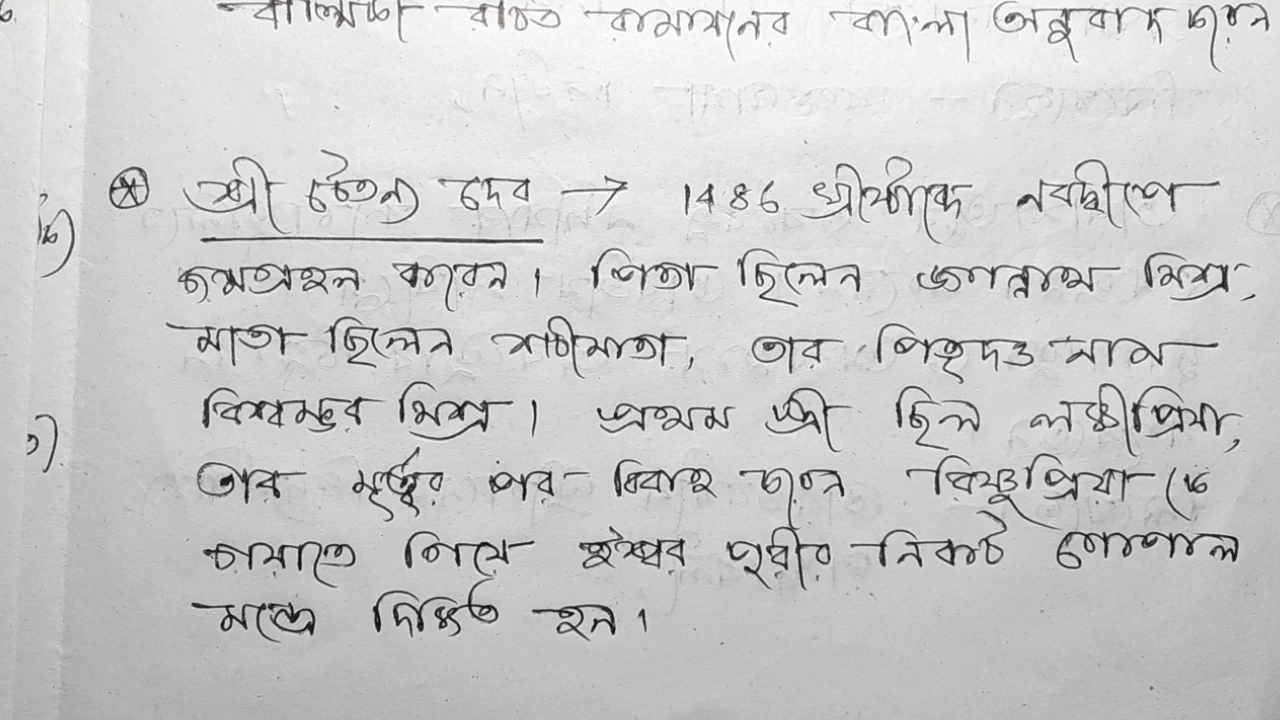 রচিত রামায়নের বাংলা অনুবাদ করেন
শ্রী চৈতন্য দেব → 1486 খ্রীষ্টাব্দে নবদ্বীপে
জন্মগ্রহন করেন। পিতা ছিলেন জগন্নাথ মিশ্র,
মাতা ছিলেন শচীমাতা, তার পিতৃদত্ত নাম
বিশ্বম্ভর মিশ্র। প্রথম স্ত্রী ছিল লক্ষ্মীপ্রিয়া,
তার মৃত্যুর পর বিবাহ করেন বিষ্ণুপ্রিয়া কে
গয়াতে গিয়ে ঈশ্বর পুরীর নিকট গোপাল
মন্ত্রে দিক্ষিত হন।